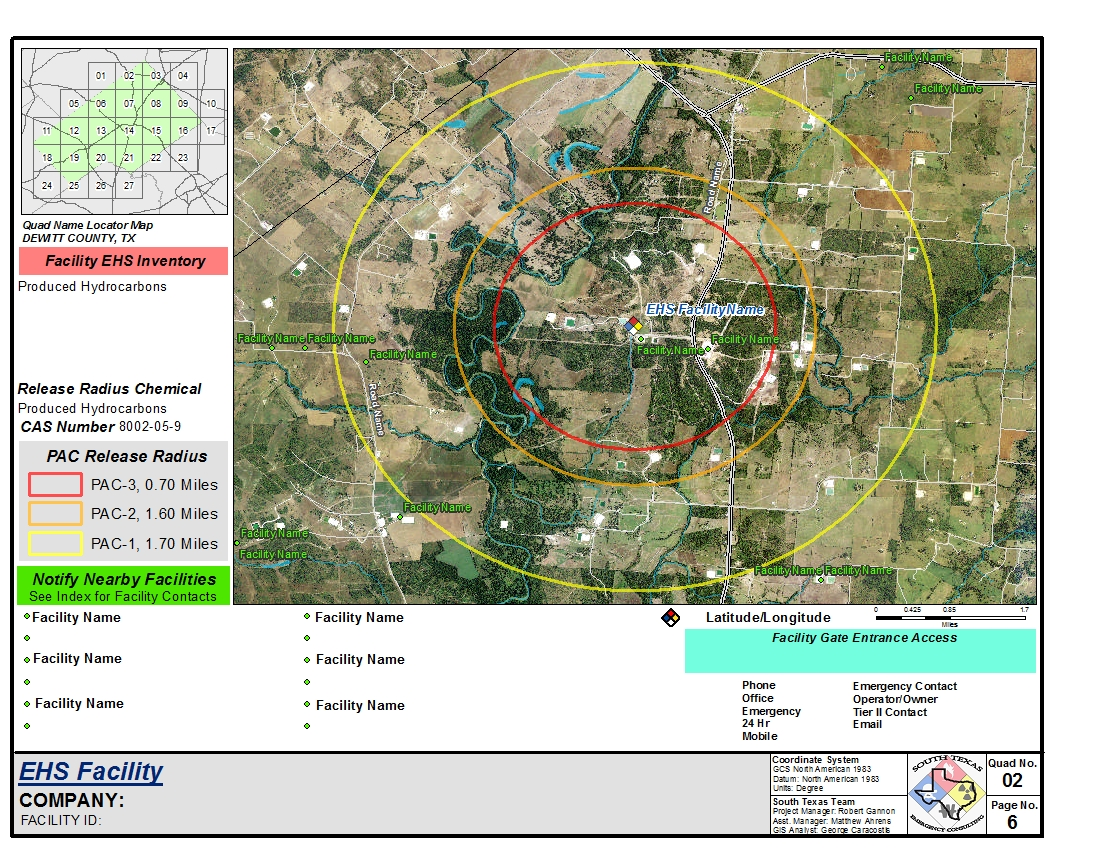 01 02 03 04
05 06 07 08 09 10
11 12 13 14 15 16 17
18 19 20 21 22 23
24 25 26 27
Quad Name Locator Map
DEWITT COUNTY, TX
Facility EHS Inventory
Produced Hydrocarbons
Release Radius Chemical
Produced Hydrocarbons
CAS Number 8002-05-9
PAC Release Radius
PAC-3, 0.70 Miles
PAC-2, 1.60 Miles
PAC-1, 1.70 Miles
Notify Nearby Facilities
See Index for Facility Contacts
Facility Name
Facility Name
Road Name
EHS FacilityName
Facility Name
Facility Name
Facility Name Facility Name
Facility Name
Road Name
Facility Name
Facility Name
Facility Name
Facility Name Facility Name
Facility Name
Facility Name
Facility Name
Facility Name
Facility Name
Facility Name
Latitude/Longitude
0 0.425 0.85 1.7
Miles
Facility Gate Entrance Access
Phone
Office
Emergency
24 Hr
Mobile
Emergency Contact
Operator/Owner
Tier II Contact
Email
EHS Facility
COMPANY:
FACILITY ID:
Coordinate System
GCS North American 1983
Datum: North American 1983
Units: Degree
South Texas Team
Project Manager: Robert Gannon
Asst. Manager: Matthew Ahrens
GIS Analyst: George Caracostis
SOUTH TEXAS
W
EMERGENCY CONSULTING
Quad No.
02
Page No.
6